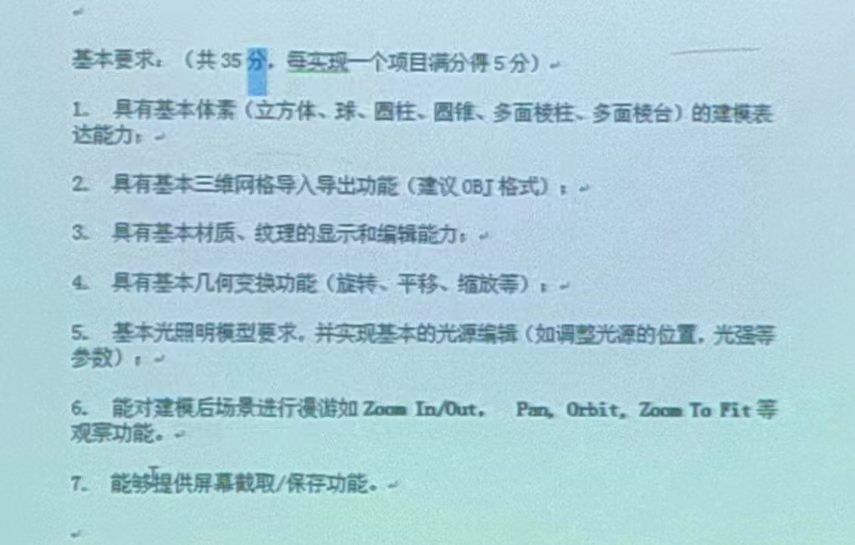 基本要求：（共 35 分，每实现一个项目满分得 5 分）
1. 具有基本体素（立方体、球、圆柱、圆锥、多面棱柱、多面棱台）的建模表
达能力；
2. 具有基本三维网格导入导出功能（建议 OBJ 格式）；
3. 具有基本材质、纹理的显示和编辑能力；
4. 具有基本几何变换功能（旋转、平移、缩放等）；
5. 基本光照明模型要求，并实现基本的光源编辑（如调整光源的位置，光强等
参数）；
6. 能对建模后场景进行漫游如 Zoom In/Out， Pan, Orbit, Zoom To Fit 等
观察功能。
7. 能够提供屏幕截取/保存功能。